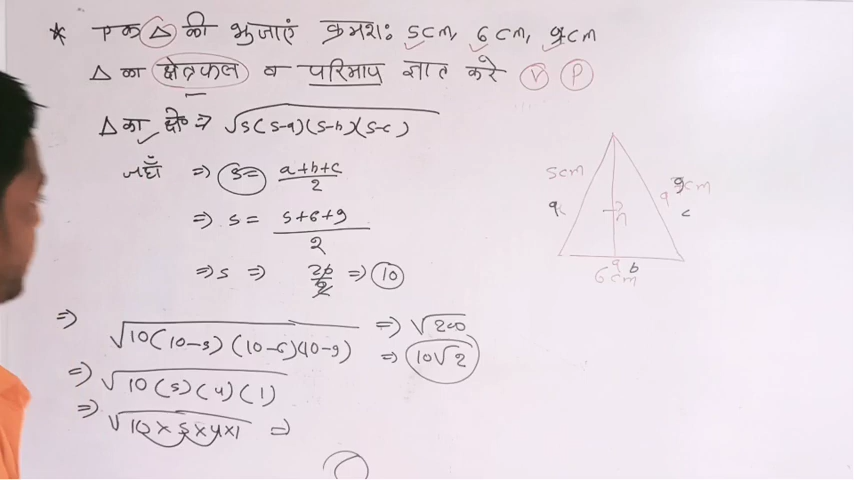 * एक △ की भुजाएं क्रमशः 5cm, 6cm, 9cm
△ का क्षेत्रफल व परिमाप ज्ञात करे V P
△ का क्षे० ⇒ √s(s-a)(s-b)(s-c)
जहाँ ⇒ s = a+b+c/2
⇒ s = 5+6+9/2
⇒ s ⇒ 20/2 ⇒ 10
⇒ √10(10-5)(10-6)(10-9) ⇒ √200
⇒ 10√2
⇒ √10(5)(4)(1)
⇒ √10×5×4×1 ⇒
5cm
9cm
a
c
h
6cm b